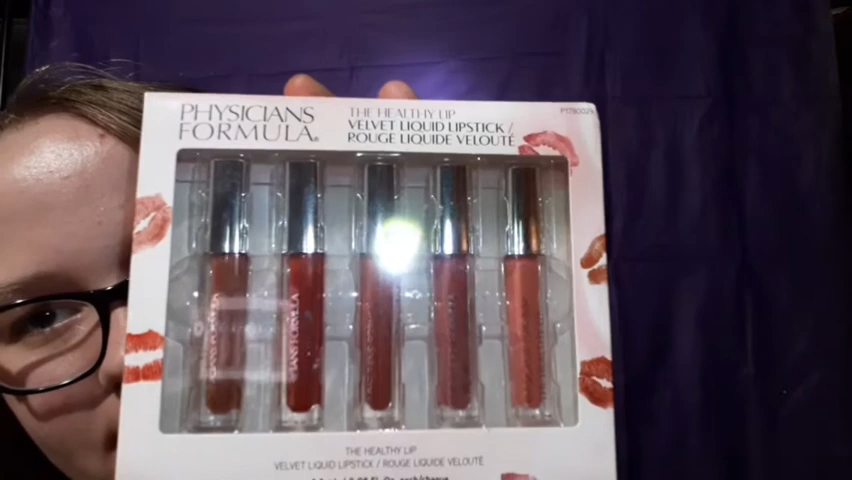 PHYSICIANS
FORMULA®
THE HEALTHY LIP
VELVET LIQUID LIPSTICK /
ROUGE LIQUIDE VELOUTÉ
THE HEALTHY LIP
VELVET LIQUID LIPSTICK / ROUGE LIQUIDE VELOUTÉ